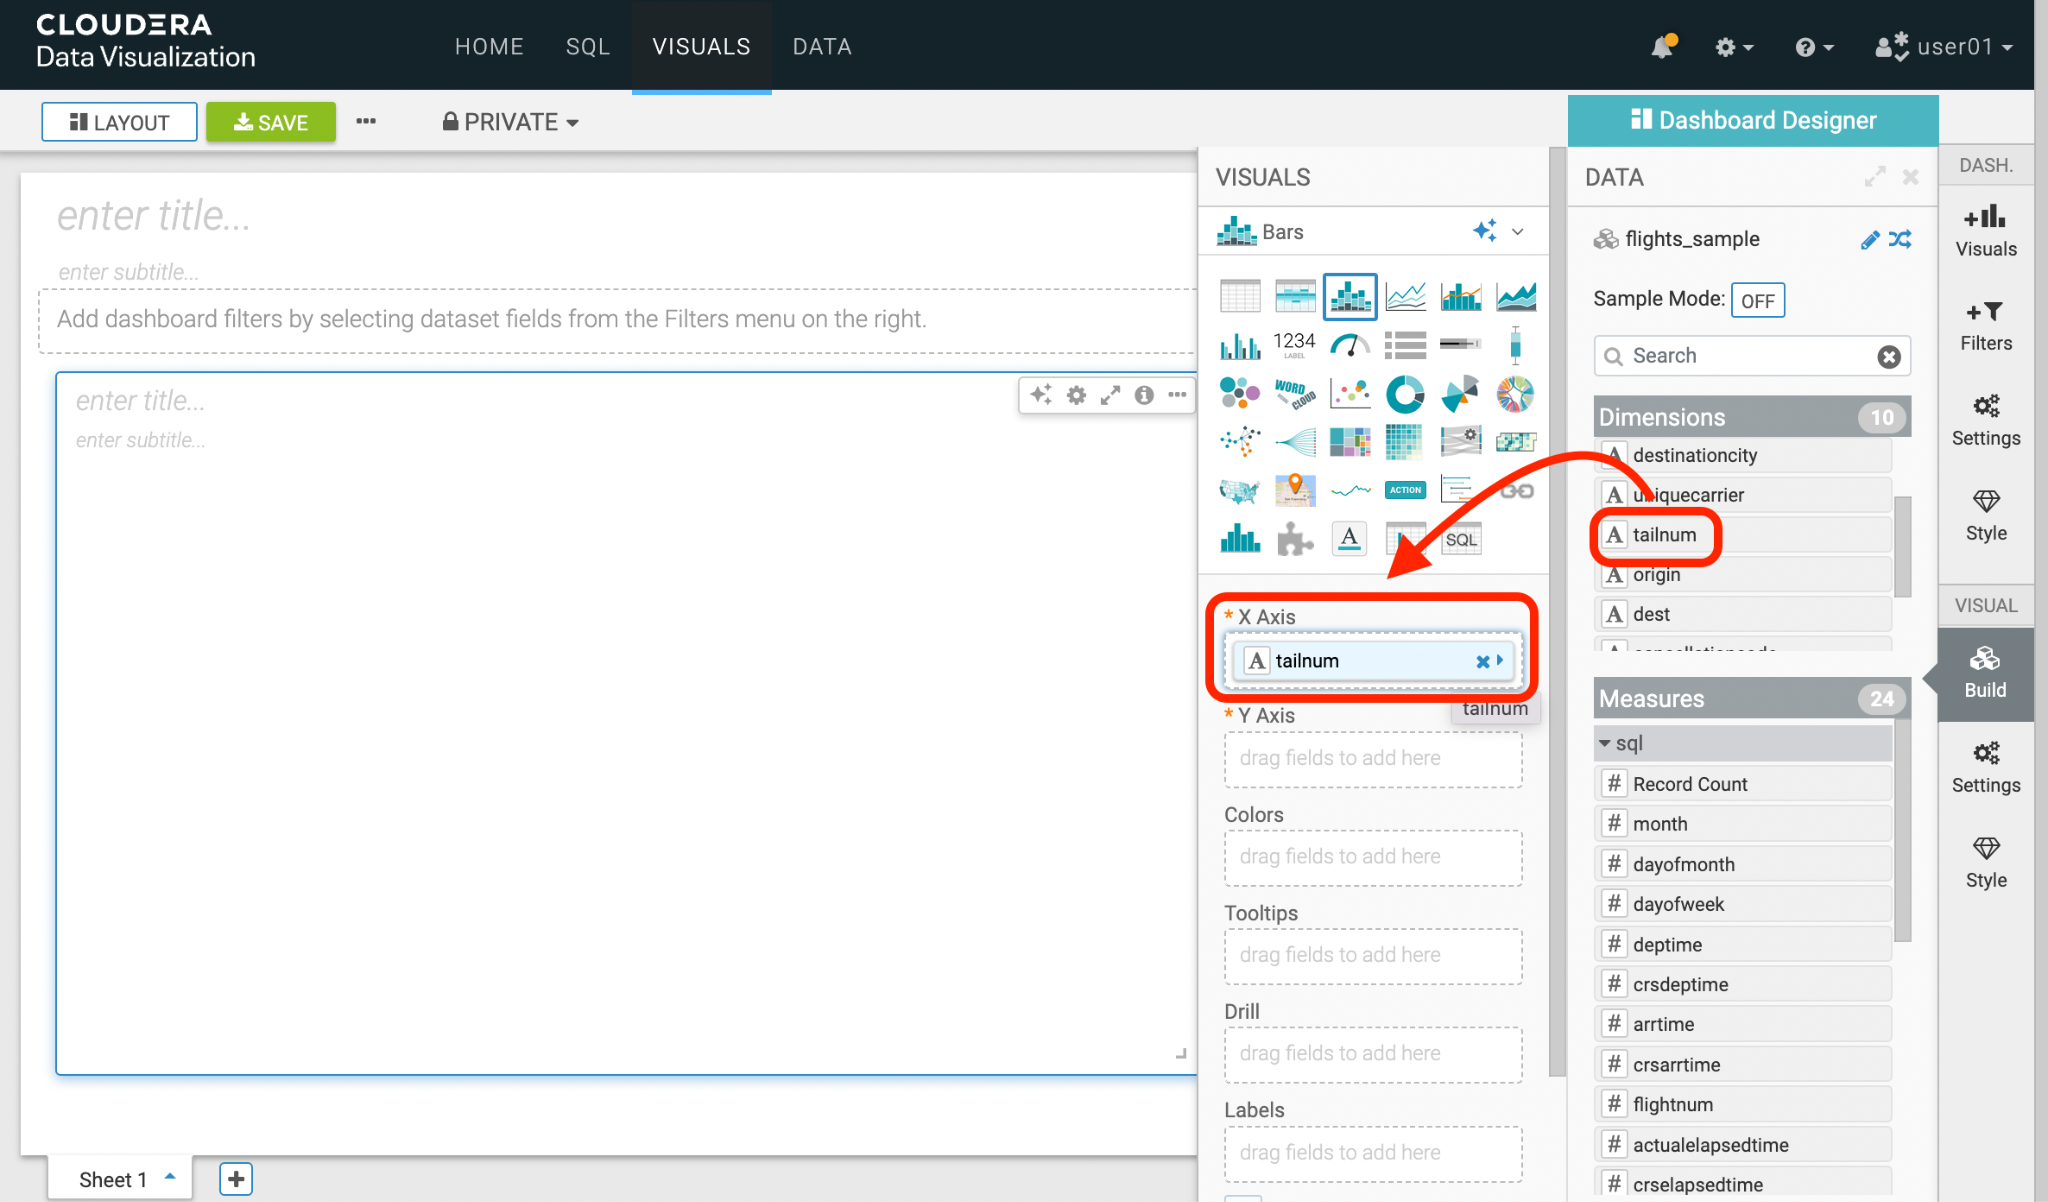 CLOUDERA
Data Visualization
HOME SQL VISUALS DATA
user01
LAYOUT SAVE PRIVATE
Dashboard Designer
enter title...
enter subtitle...
Add dashboard filters by selecting dataset fields from the Filters menu on the right.
enter title...
enter subtitle...
Sheet 1
VISUALS
Bars
1234
LABEL
WORD
CLOUD
ACTION
A
SQL
* X Axis
A tailnum
tailnum
* Y Axis
drag fields to add here
Colors
drag fields to add here
Tooltips
drag fields to add here
Drill
drag fields to add here
Labels
drag fields to add here
DATA
flights_sample
Sample Mode: OFF
Search
Dimensions 10
A destinationcity
A uniquecarrier
A tailnum
A origin
A dest
Measures 24
sql
# Record Count
# month
# dayofmonth
# dayofweek
# deptime
# crsdeptime
# arrtime
# crsarrtime
# flightnum
# actualelapsedtime
# crselapsedtime
DASH.
Visuals
Filters
Settings
Style
VISUAL
Build
Settings
Style